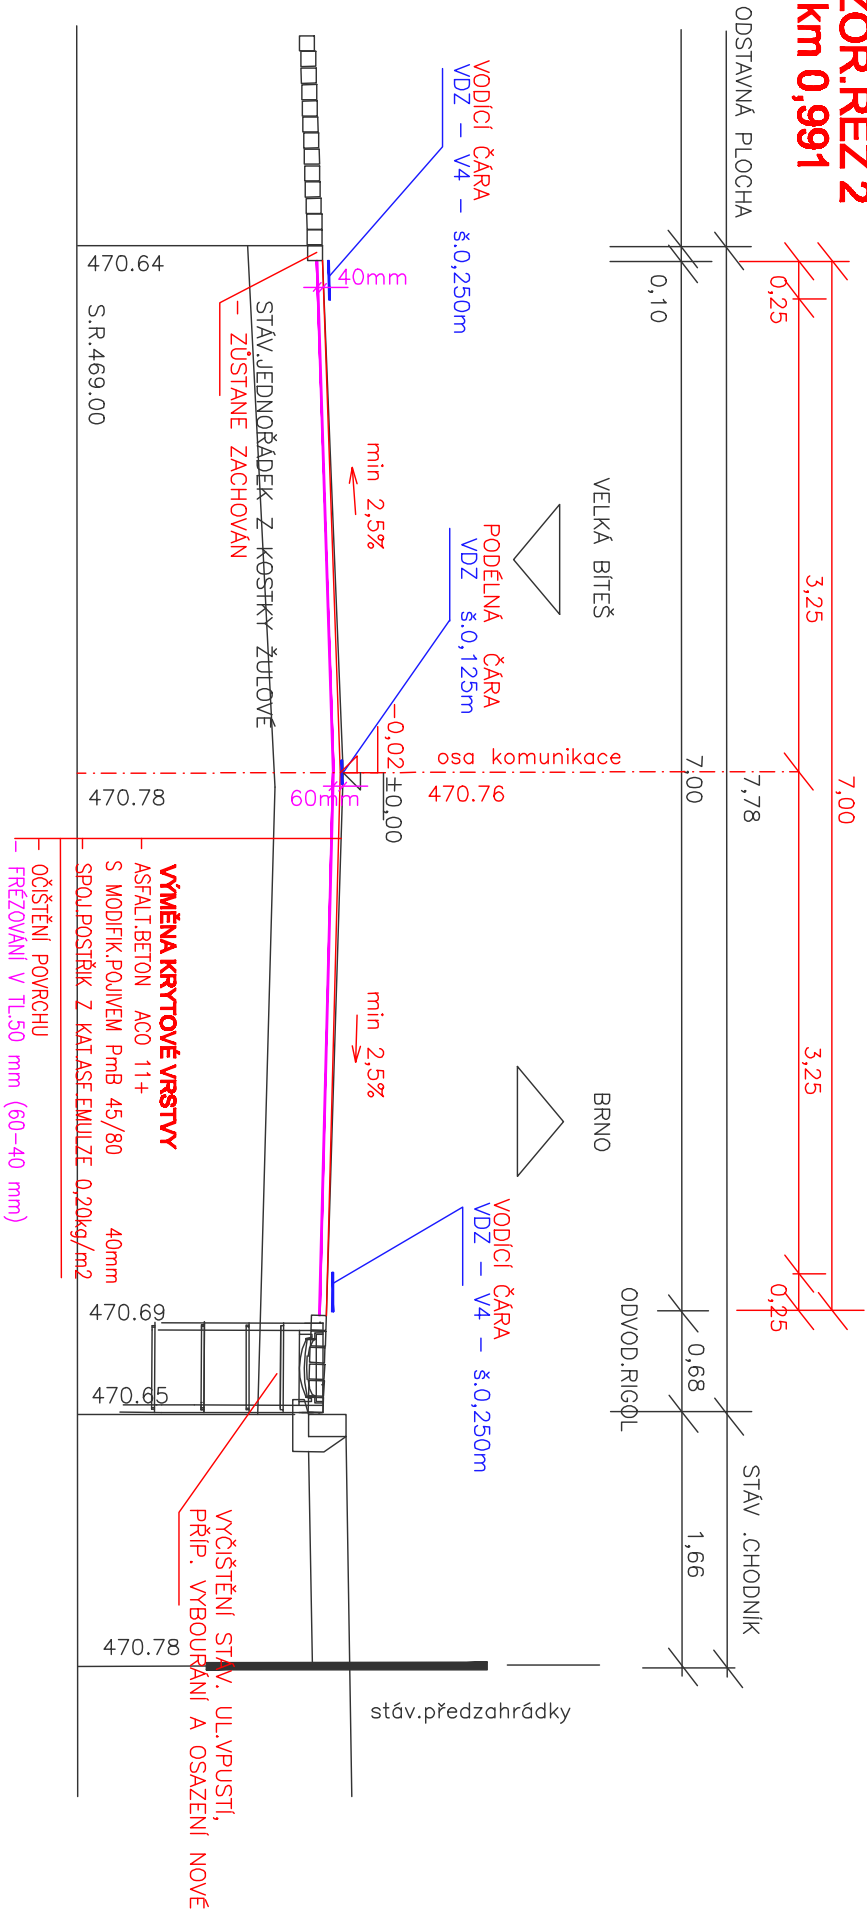 ZOR.ŘEZ 2
km 0,991
7,00
0,25
3,25
3,25
0,25
7,78
7.00
0,10
0,68
1,66
ODSTAVNÁ PLOCHA
ODVOD.RIGOL
STÁV .CHODNÍK
VELKÁ BÍTEŠ
BRNO
VODÍCÍ ČÁRA
VDZ - V4 - š.0,250m
PODÉLNÁ ČÁRA
VDZ š.0,125m
VODÍCÍ ČÁRA
VDZ - V4 - š.0,250m
osa komunikace
470.76
-0,02
±0,00
40mm
60mm
min 2,5%
min 2,5%
STÁV.JEDNOŘÁDEK Z KOSTKY ŽULOVÉ
- ZŮSTANE ZACHOVÁN
470.64
S.R.469.00
470.78
470.69
470.65
470.78
stáv.předzahrádky
VÝMĚNA KRYTOVÉ VRSTVY
- ASFALT.BETON ACO 11+
S MODIFIK.POJIVEM PmB 45/80 40mm
- SPOJ.POSTŘIK Z KAT.ASF.EMULZE 0,20kg/m2
- OČIŠTĚNÍ POVRCHU
- FRÉZOVÁNÍ V TL.50 mm (60-40 mm)
VYČIŠTĚNÍ STÁV. UL.VPUSTÍ,
PŘÍP. VYBOURÁNÍ A OSAZENÍ NOVÉ